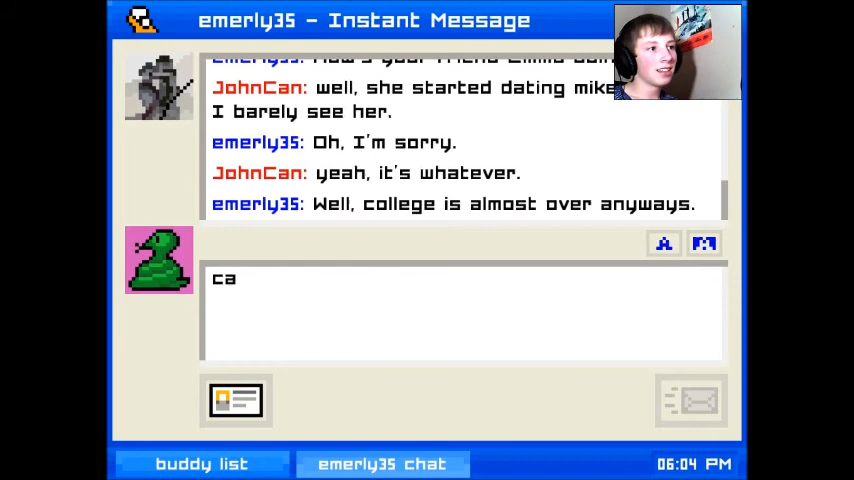 emerly35 - Instant Message
JohnCan: well, she started dating mike
I barely see her.
emerly35: Oh, I'm sorry.
JohnCan: yeah, it's whatever.
emerly35: Well, college is almost over anyways.
A
ca
buddy list
emerly35 chat
06:04 PM